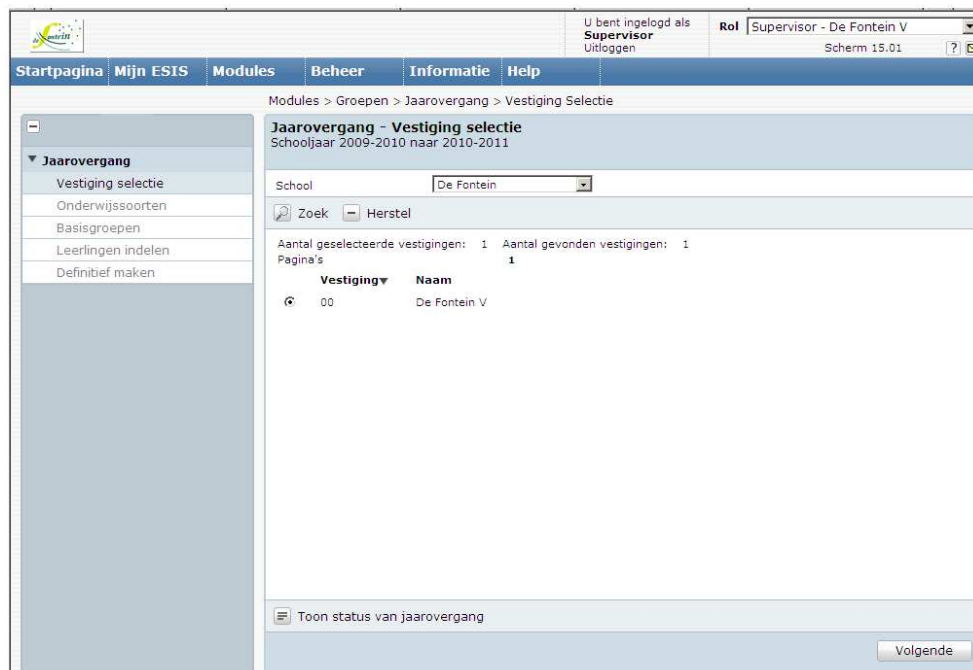 U bent ingelogd als
Supervisor
Uitloggen
Rol Supervisor - De Fontein V
Scherm 15.01 ?
Startpagina Mijn ESIS Modules Beheer Informatie Help
Modules > Groepen > Jaarovergang > Vestiging Selectie
Jaarovergang
Vestiging selectie
Onderwijssoorten
Basisgroepen
Leerlingen indelen
Definitief maken
Jaarovergang - Vestiging selectie
Schooljaar 2009-2010 naar 2010-2011
School De Fontein
Zoek Herstel
Aantal geselecteerde vestigingen: 1 Aantal gevonden vestigingen: 1
Pagina's 1
Vestiging Naam
00 De Fontein V
Toon status van jaarovergang
Volgende